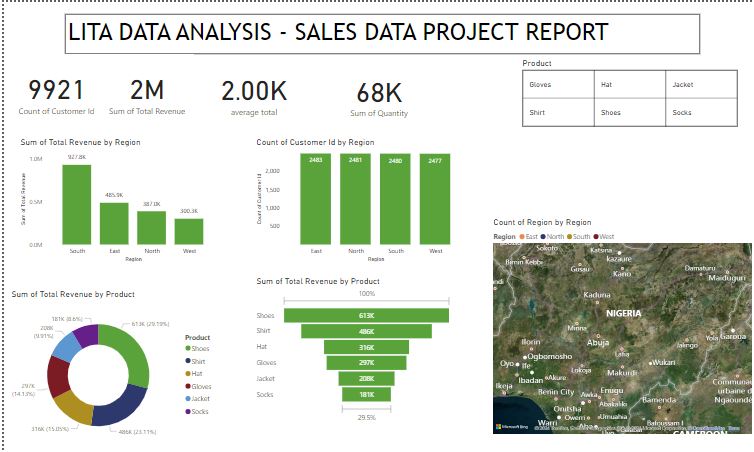 LITA DATA ANALYSIS - SALES DATA PROJECT REPORT
9921
Count of Customer Id
2M
Sum of Total Revenue
2.00K
average total
68K
Sum of Quantity
Product
Gloves Hat Jacket
Shirt Shoes Socks
Sum of Total Revenue by Region
Sum of Total Revenue
1.0M
0.5M
0.0M
927.8K
485.9K
387.0K
300.3K
South East North West
Region
Count of Customer Id by Region
Count of Customer Id
2,000
1,500
1,000
500
2483 2481 2480 2477
East North South West
Region
Count of Region by Region
Region East North South West
Sokoto
Katsina
kazaure
Birnin Kebbi
Gusau
Kano
Damaturu
Maiduguri
Kaduna
NIGERIA
Minna
Abuja
Jalingo
Yola
Garoua
Ilorin
Ogbomosho
Lafia
Oyo
Ife
Lokoja
Wukari
Makurdi
Ibadan
Akure
Ikeja
Benin City
Enugu
Awka
Abakaliki
Bamenda
Communau
urbaine d
Ngaoundé
Onitsha
Owerri
Umuahia
Warri
Bafoussam
CAMEROON
Microsoft Bing
Terms
Sum of Total Revenue by Product
613K (29.19%)
486K (23.11%)
316K (15.05%)
297K
(14.13%)
208K
(9.91%)
181K (8.6%)
Product
Shoes
Shirt
Hat
Gloves
Jacket
Socks
Sum of Total Revenue by Product
100%
Shoes 613K
Shirt 486K
Hat 316K
Gloves 297K
Jacket 208K
Socks 181K
29.5%